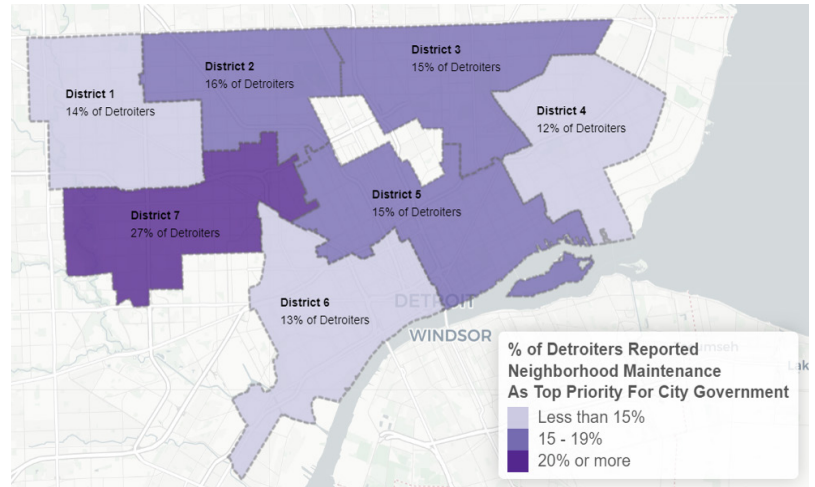 District 1
14% of Detroiters
District 2
16% of Detroiters
District 3
15% of Detroiters
District 4
12% of Detroiters
District 5
15% of Detroiters
District 7
27% of Detroiters
District 6
13% of Detroiters
DETROIT
WINDSOR
% of Detroiters Reported
Neighborhood Maintenance
As Top Priority For City Government
Less than 15%
15 - 19%
20% or more
Lak